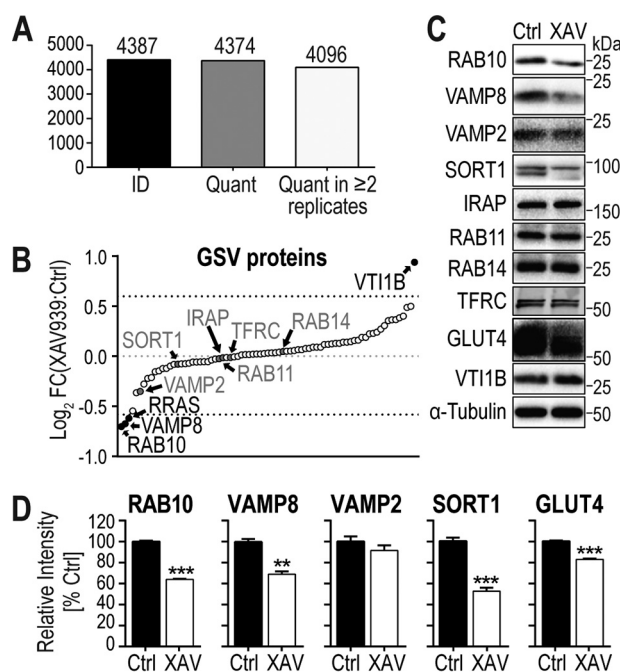 A
5000
4000
3000
2000
1000
0
4387
4374
4096
ID
Quant
Quant in ≥2
replicates
B
GSV proteins
Log2 FC(XAV939:Ctrl)
1.0
0.5
0.0
-0.5
-1.0
VTI1B
IRAP
TFRC
RAB14
SORT1
RAB11
VAMP2
RRAS
VAMP8
RAB10
C
Ctrl XAV
kDa
RAB10
25
25
VAMP8
25
VAMP2
SORT1
100
IRAP
150
RAB11
25
RAB14
25
TFRC
50
GLUT4
50
VTI1B
25
α-Tubulin
50
D
RAB10 VAMP8 VAMP2 SORT1 GLUT4
Relative Intensity
[% Ctrl]
120
100
80
60
40
20
0
***
**
***
***
Ctrl XAV Ctrl XAV Ctrl XAV Ctrl XAV Ctrl XAV